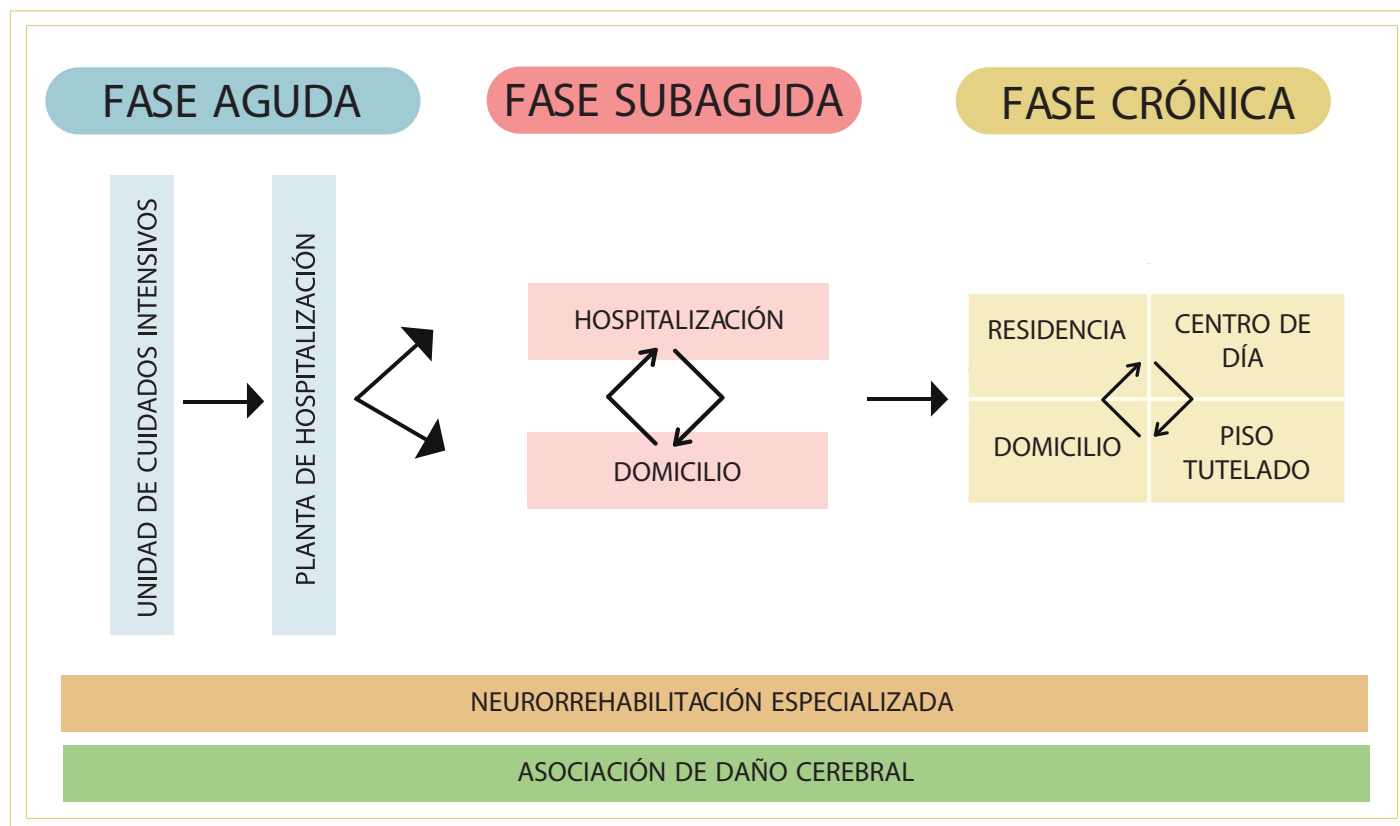 FASE AGUDA
FASE SUBAGUDA
FASE CRÓNICA
UNIDAD DE CUIDADOS INTENSIVOS
PLANTA DE HOSPITALIZACIÓN
HOSPITALIZACIÓN
DOMICILIO
RESIDENCIA
CENTRO DE
DÍA
DOMICILIO
PISO
TUTELADO
NEURORREHABILITACIÓN ESPECIALIZADA
ASOCIACIÓN DE DAÑO CEREBRAL